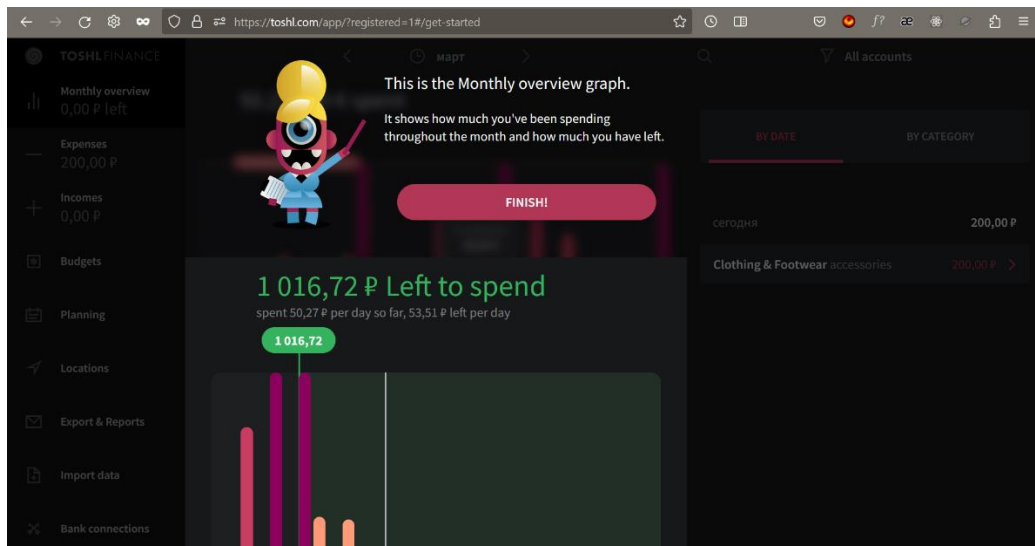 https://toshl.com/app/?registered=1#/get-started
TOSHLFINANCE
март
All accounts
Monthly overview
0,00 ₽ left
Expenses
200,00 ₽
Incomes
0,00 ₽
Budgets
Planning
Locations
Export & Reports
Import data
Bank connections
This is the Monthly overview graph.
It shows how much you've been spending
throughout the month and how much you have left.
FINISH!
1 016,72 ₽ Left to spend
spent 50,27 ₽ per day so far, 53,51 ₽ left per day
1 016,72
BY DATE
BY CATEGORY
сегодня
200,00 ₽
Clothing & Footwear accessories
200,00 ₽